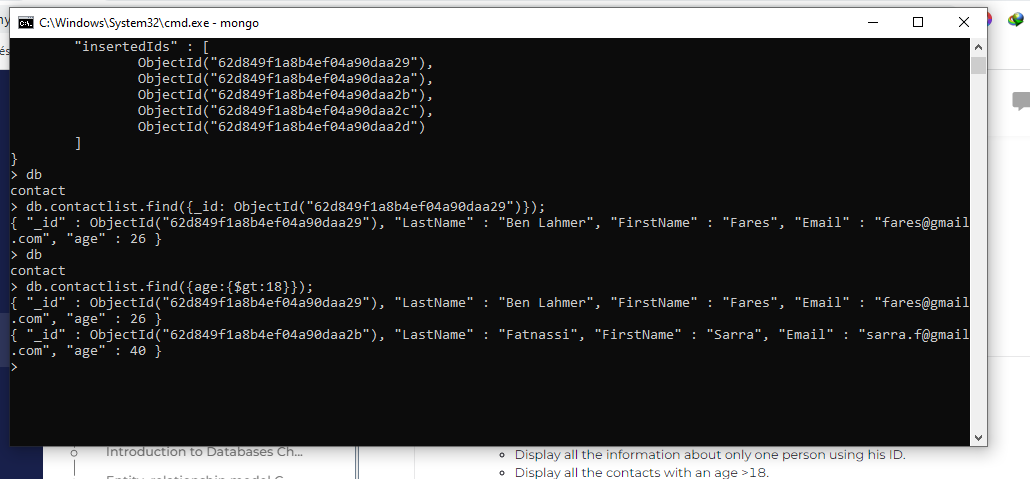 C:\Windows\System32\cmd.exe - mongo
"insertedIds" : [
ObjectId("62d849f1a8b4ef04a90daa29"),
ObjectId("62d849f1a8b4ef04a90daa2a"),
ObjectId("62d849f1a8b4ef04a90daa2b"),
ObjectId("62d849f1a8b4ef04a90daa2c"),
ObjectId("62d849f1a8b4ef04a90daa2d")
]
}
> db
contact
> db.contactlist.find({_id: ObjectId("62d849f1a8b4ef04a90daa29")});
{ "_id" : ObjectId("62d849f1a8b4ef04a90daa29"), "LastName" : "Ben Lahmer", "FirstName" : "Fares", "Email" : "fares@gmail
.com", "age" : 26 }
> db
contact
> db.contactlist.find({age:{$gt:18}});
{ "_id" : ObjectId("62d849f1a8b4ef04a90daa29"), "LastName" : "Ben Lahmer", "FirstName" : "Fares", "Email" : "fares@gmail
.com", "age" : 26 }
{ "_id" : ObjectId("62d849f1a8b4ef04a90daa2b"), "LastName" : "Fatnassi", "FirstName" : "Sarra", "Email" : "sarra.f@gmail
.com", "age" : 40 }
>
Introduction to Databases Ch...
Entity-relationship model C...
Display all the information about only one person using his ID.
Display all the contacts with an age >18.